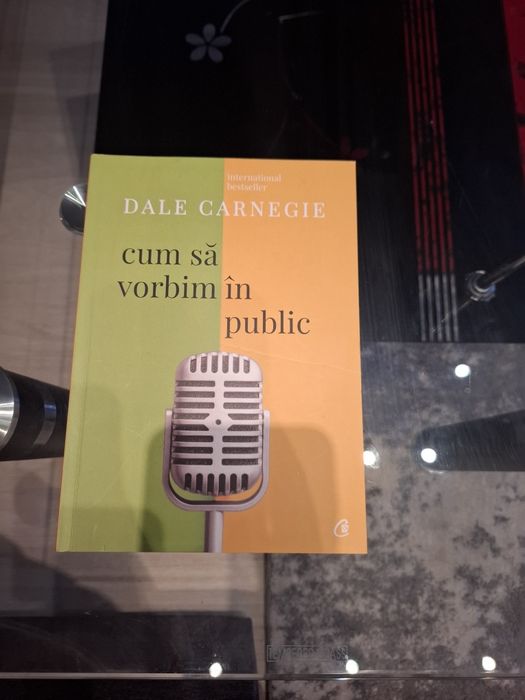 international
bestseller
DALE CARNEGIE
cum să
vorbim în
public